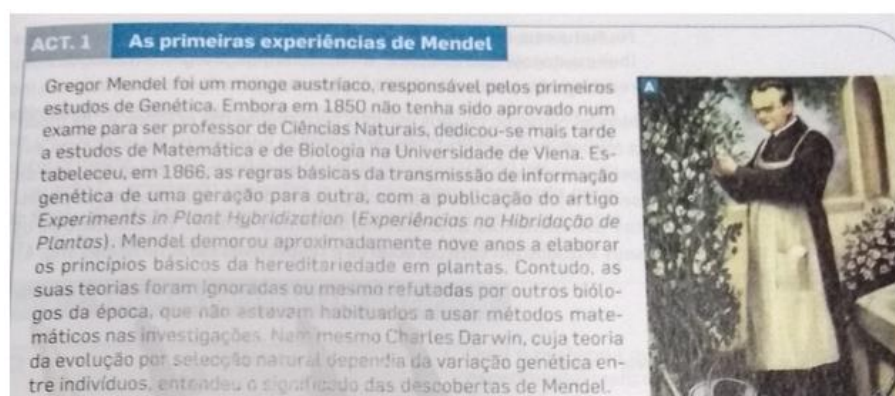 ACT. 1 As primeiras experiências de Mendel
Gregor Mendel foi um monge austríaco, responsável pelos primeiros
estudos de Genética. Embora em 1850 não tenha sido aprovado num
exame para ser professor de Ciências Naturais, dedicou-se mais tarde
a estudos de Matemática e de Biologia na Universidade de Viena. Es-
tabeleceu, em 1866, as regras básicas da transmissão de informação
genética de uma geração para outra, com a publicação do artigo
Experiments in Plant Hybridization (Experiências na Hibridação de
Plantas). Mendel demorou aproximadamente nove anos a elaborar
os princípios básicos da hereditariedade em plantas. Contudo, as
suas teorias foram ignoradas ou mesmo refutadas por outros biólo-
gos da época, que não estavam habituados a usar métodos mate-
máticos nas investigações. Nem mesmo Charles Darwin, cuja teoria
da evolução por selecção natural dependia da variação genética en-
tre indivíduos, entendeu o significado das descobertas de Mendel.
A